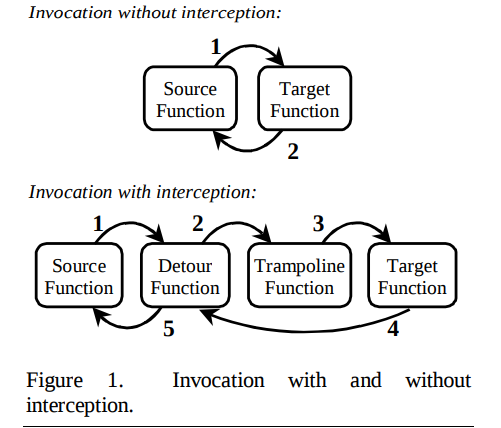 Invocation without interception:
1
Source Target
Function Function
2
Invocation with interception:
1 2 3
Source Detour Trampoline Target
Function Function Function Function
5 4
Figure 1. Invocation with and without
interception.